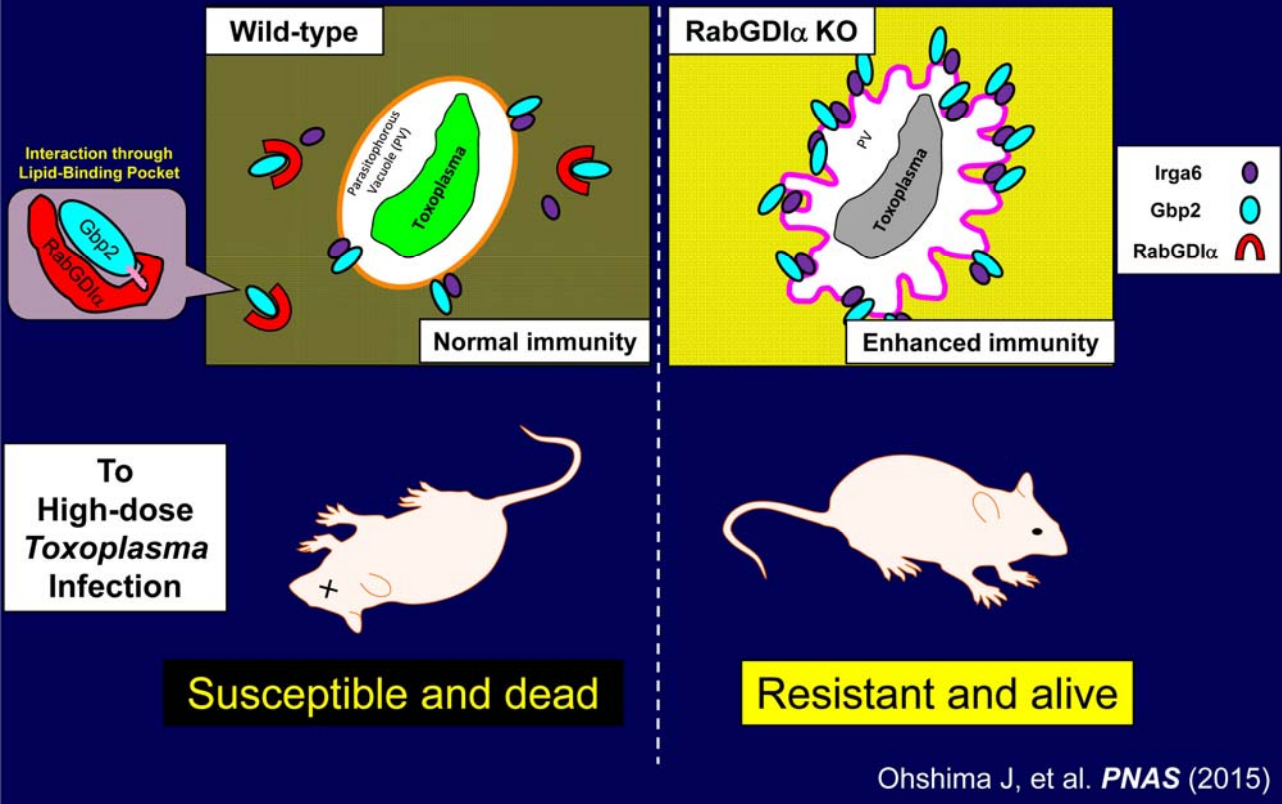 Wild-type
RabGDIα KO
Interaction through
Lipid-Binding Pocket
Gbp2
RabGDIα
Parasitophorous
Vacuole (PV)
Toxoplasma
Normal immunity
PV
Toxoplasma
Enhanced immunity
Irga6
Gbp2
RabGDIα
To
High-dose
Toxoplasma
Infection
Susceptible and dead
Resistant and alive
Ohshima J, et al. PNAS (2015)